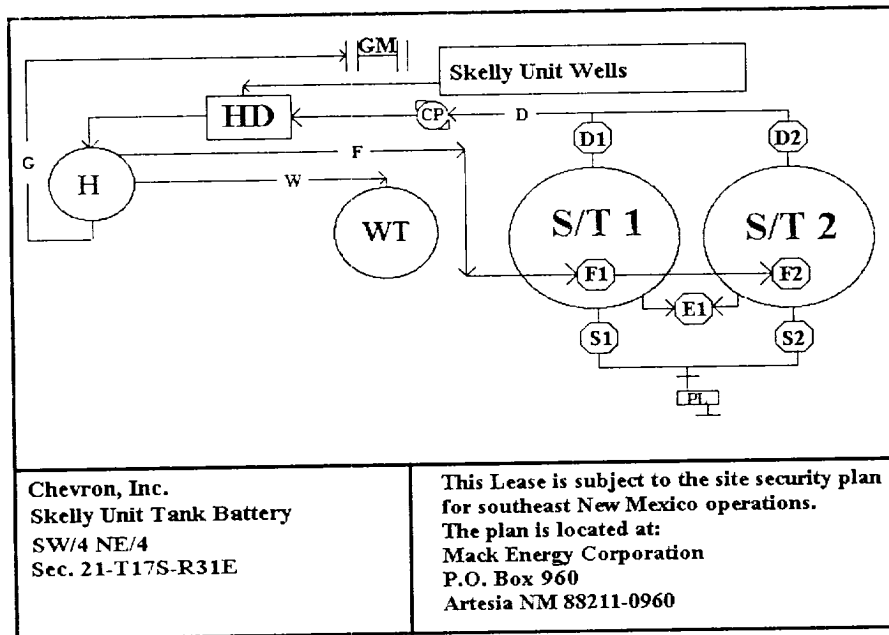 GM
Skelly Unit Wells
HD
CP
D
D1
D2
G
F
H
W
WT
S/T 1
S/T 2
F1
F2
E1
S1
S2
PL
Chevron, Inc.
Skelly Unit Tank Battery
SW/4 NE/4
Sec. 21-T17S-R31E
This Lease is subject to the site security plan
for southeast New Mexico operations.
The plan is located at:
Mack Energy Corporation
P.O. Box 960
Artesia NM 88211-0960